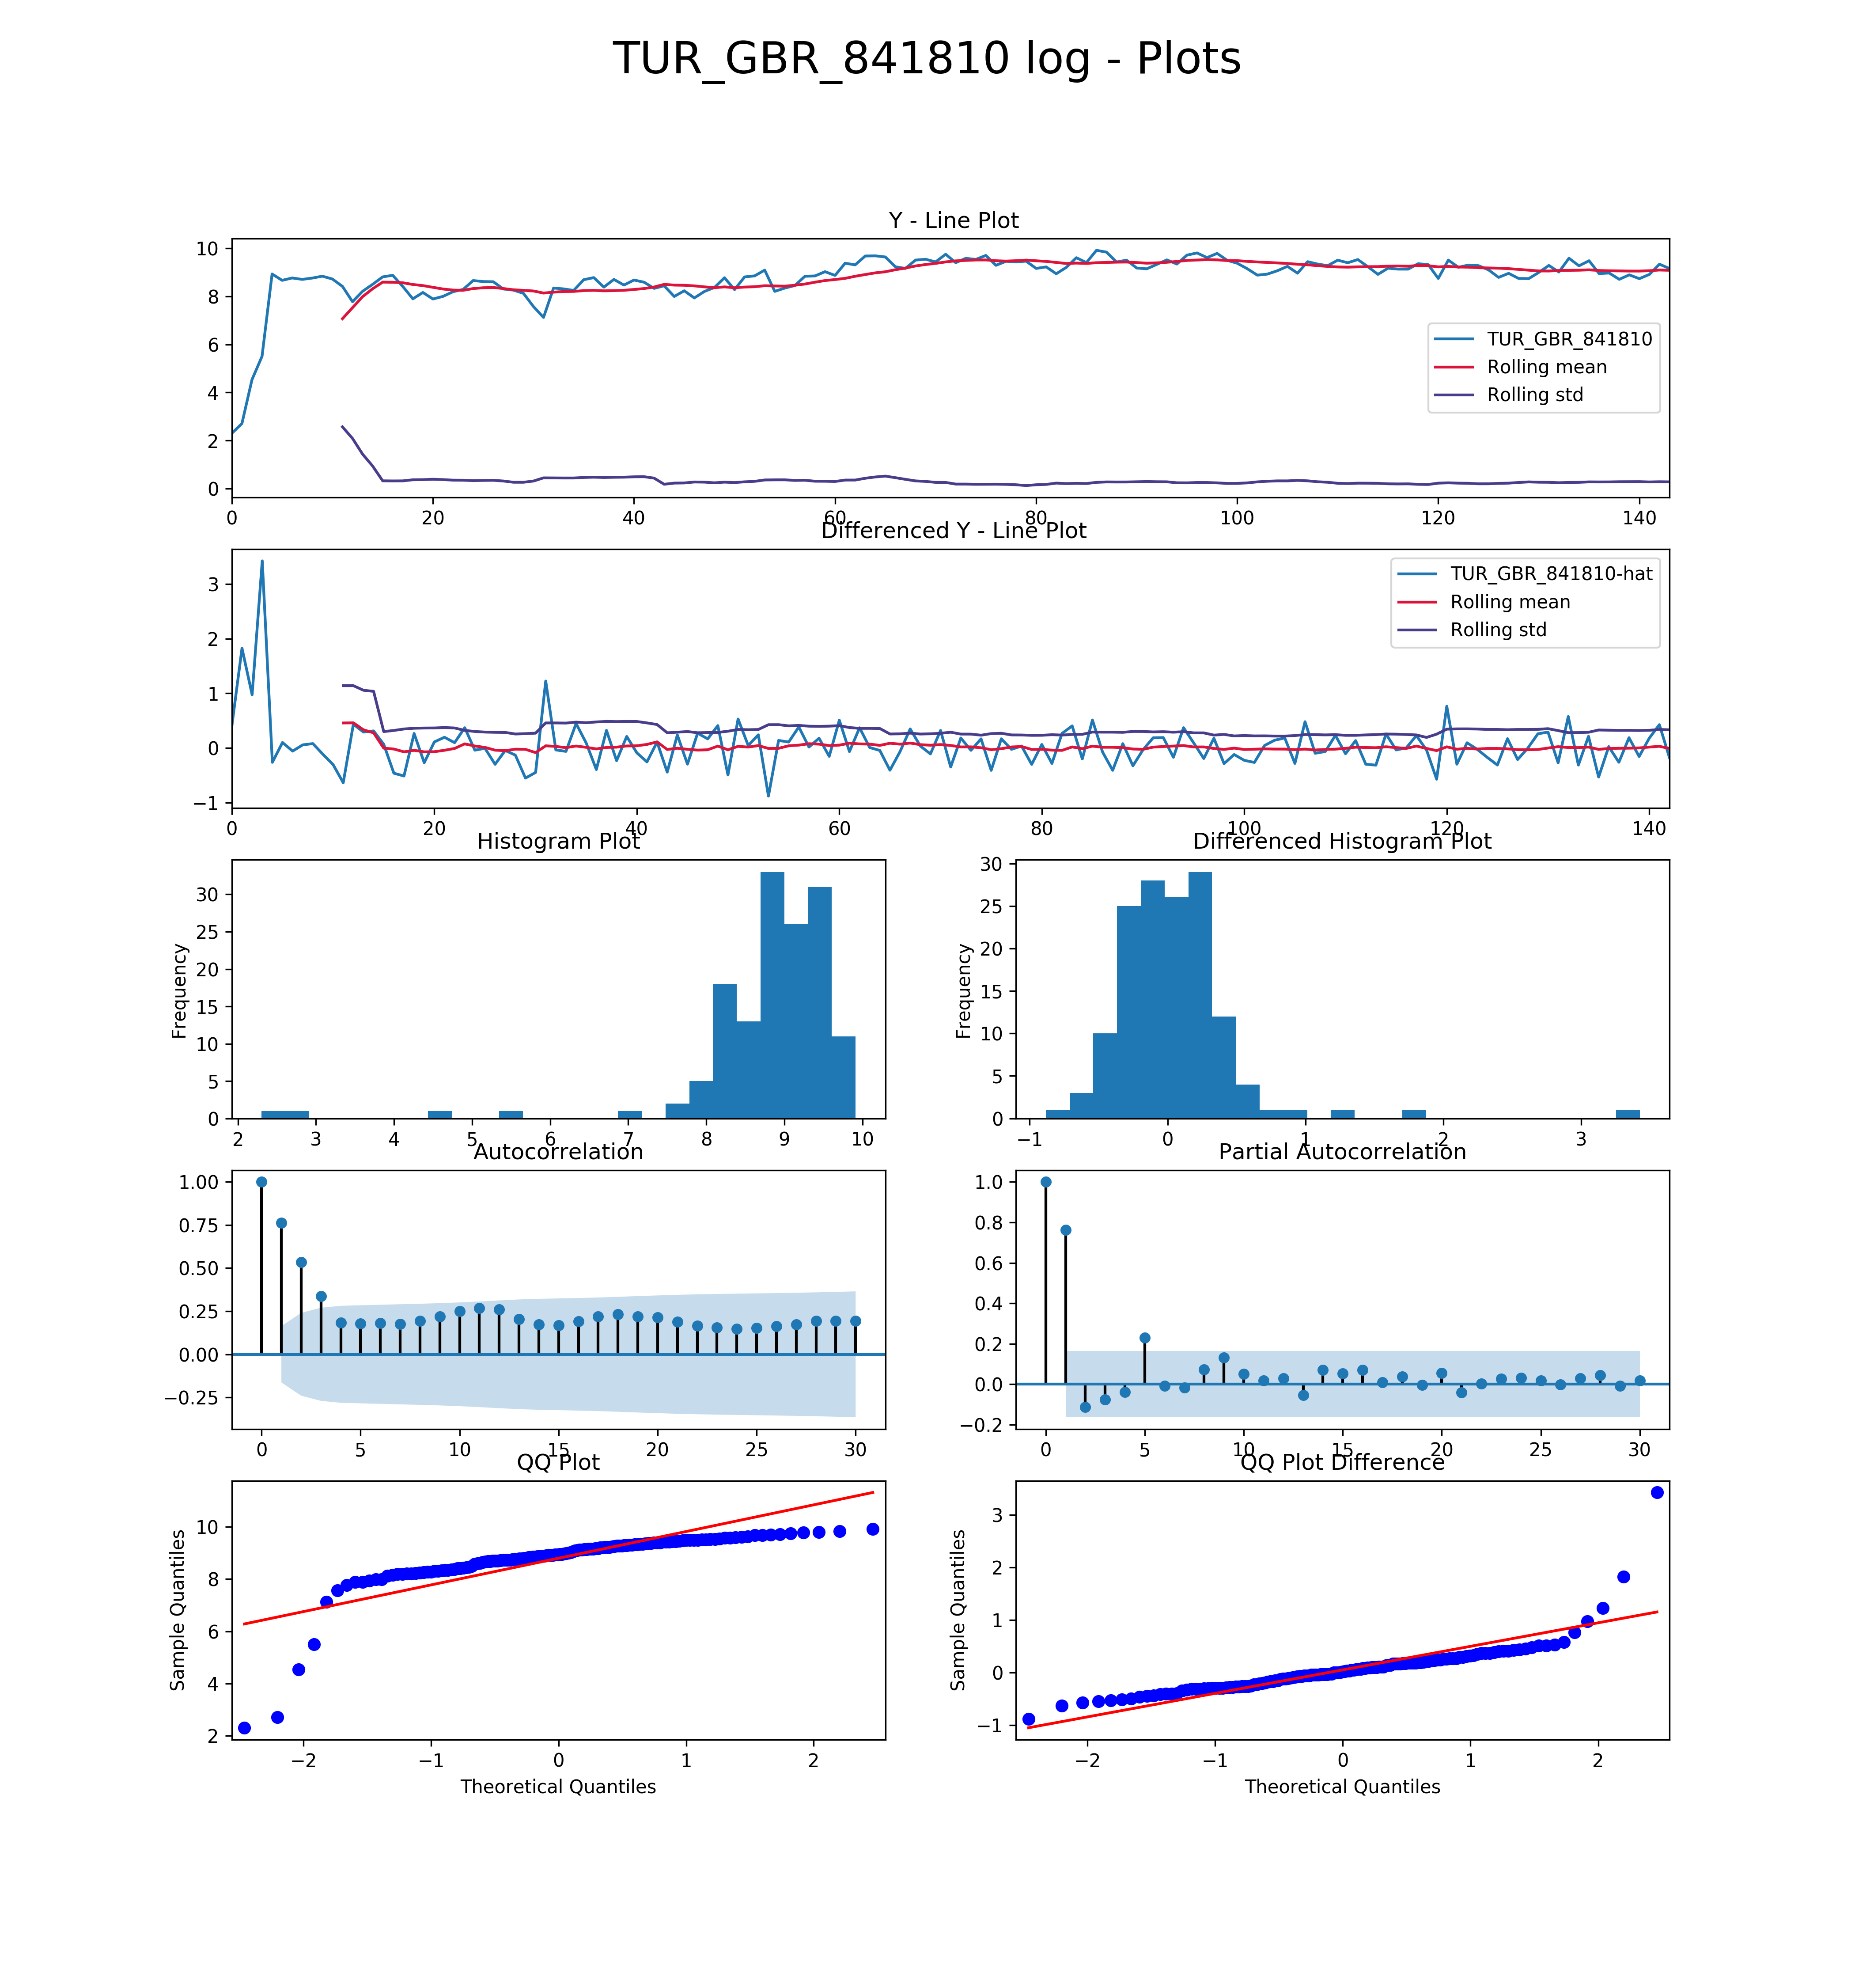 TUR_GBR_841810 log - Plots
Y - Line Plot
10
8
6
4
2
0
TUR_GBR_841810
Rolling mean
Rolling std
0 20 40 60 80 100 120 140
Differenced Y - Line Plot
3
2
1
0
−1
TUR_GBR_841810-hat
Rolling mean
Rolling std
0 20 40 60 80 100 120 140
Histogram Plot
Frequency
30
25
20
15
10
5
0
2 3 4 5 6 7 8 9 10
Differenced Histogram Plot
Frequency
30
25
20
15
10
5
0
−1 0 1 2 3
Autocorrelation
1.00
0.75
0.50
0.25
0.00
−0.25
0 5 10 15 20 25 30
Partial Autocorrelation
1.0
0.8
0.6
0.4
0.2
0.0
−0.2
0 5 10 15 20 25 30
QQ Plot
Sample Quantiles
10
8
6
4
2
−2 −1 0 1 2
Theoretical Quantiles
QQ Plot Difference
Sample Quantiles
3
2
1
0
−1
−2 −1 0 1 2
Theoretical Quantiles